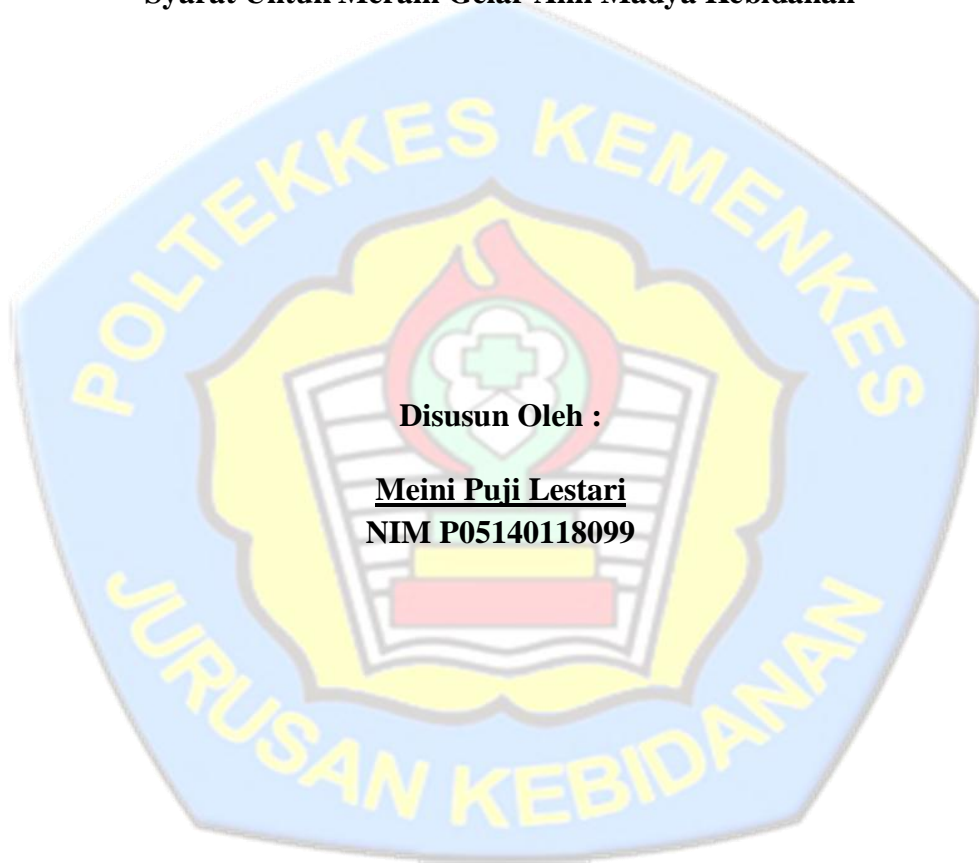 Syarat Untuk Meraih Gelar Ahli Madya Kebidanan
POLTEKKES KEMENKES
Disusun Oleh :
Meini Puji Lestari
NIM P05140118099
JURUSAN KEBIDANAN